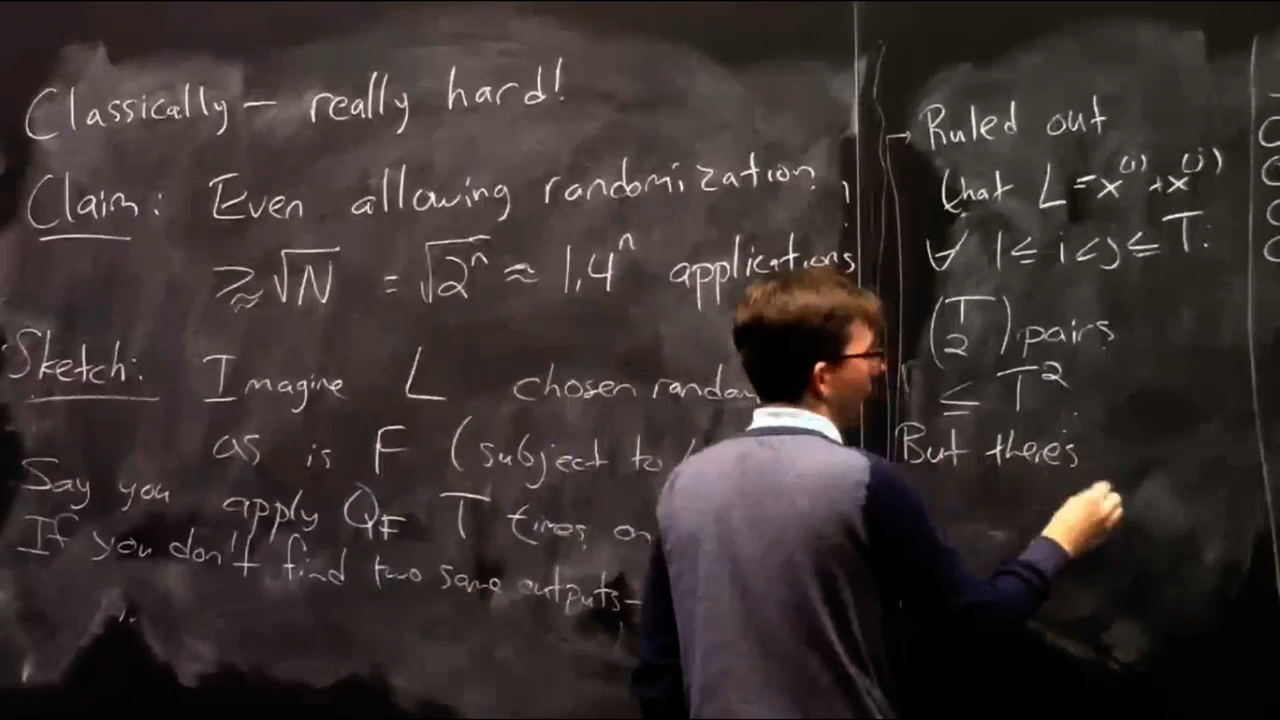 Classically – really hard!
Claim: Even allowing randomization,
⪆ √N = √2ⁿ ≈ 1.4ⁿ applications
Sketch: Imagine L chosen
as is F (subject to
Say you apply Q_F T times on
If you don't find two same outputs–
→ Ruled out
that L = x⁽ⁱ⁾ + x⁽ʲ⁾
∀ 1 ≤ i < j ≤ T.
(T 2) pairs
≤ T²
But there's